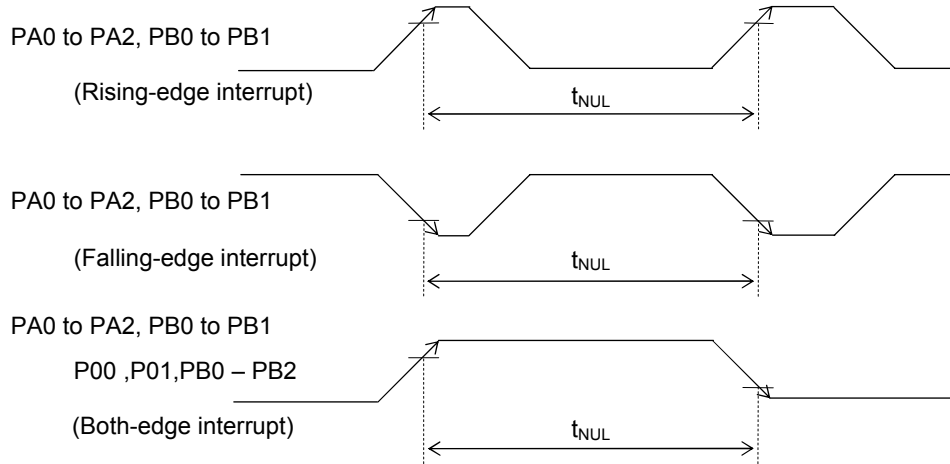 PA0 to PA2, PB0 to PB1
(Rising-edge interrupt)
tNUL
PA0 to PA2, PB0 to PB1
(Falling-edge interrupt)
tNUL
PA0 to PA2, PB0 to PB1
P00 ,P01,PB0 – PB2
(Both-edge interrupt)
tNUL